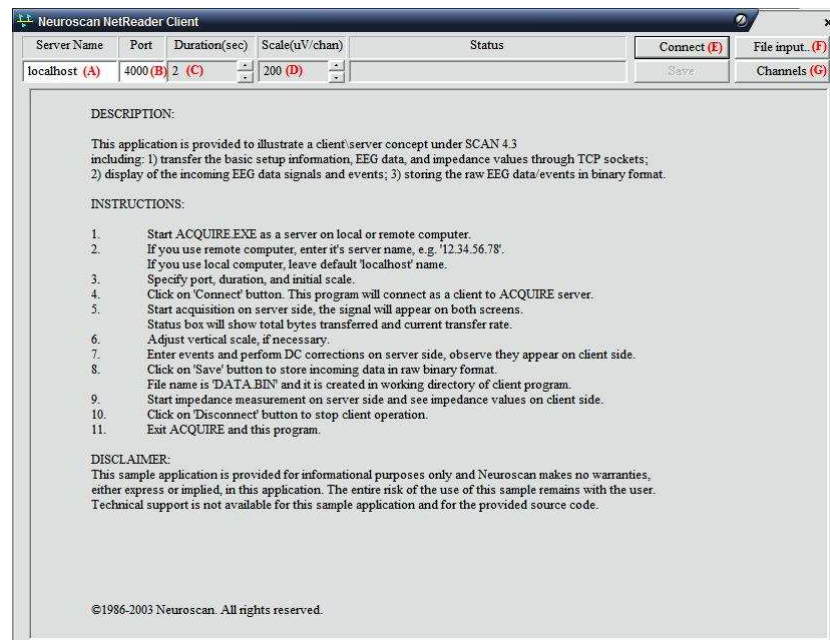 Neuroscan NetReader Client
Server Name Port Duration(sec) Scale(uV/chan) Status Connect (E) File input.. (F)
localhost (A) 4000 (B) 2 (C) 200 (D) Save Channels (G)
DESCRIPTION:
This application is provided to illustrate a client\server concept under SCAN 4.3
including: 1) transfer the basic setup information, EEG data, and impedance values through TCP sockets;
2) display of the incoming EEG data signals and events; 3) storing the raw EEG data/events in binary format.
INSTRUCTIONS:
1. Start ACQUIRE.EXE as a server on local or remote computer.
2. If you use remote computer, enter it's server name, e.g. '12.34.56.78'.
If you use local computer, leave default 'localhost' name.
3. Specify port, duration, and initial scale.
4. Click on 'Connect' button. This program will connect as a client to ACQUIRE server.
5. Start acquisition on server side, the signal will appear on both screens.
Status box will show total bytes transferred and current transfer rate.
6. Adjust vertical scale, if necessary.
7. Enter events and perform DC corrections on server side, observe they appear on client side.
8. Click on 'Save' button to store incoming data in raw binary format.
File name is 'DATA.BIN' and it is created in working directory of client program.
9. Start impedance measurement on server side and see impedance values on client side.
10. Click on 'Disconnect' button to stop client operation.
11. Exit ACQUIRE and this program.
DISCLAIMER:
This sample application is provided for informational purposes only and Neuroscan makes no warranties,
either express or implied, in this application. The entire risk of the use of this sample remains with the user.
Technical support is not available for this sample application and for the provided source code.
©1986-2003 Neuroscan. All rights reserved.